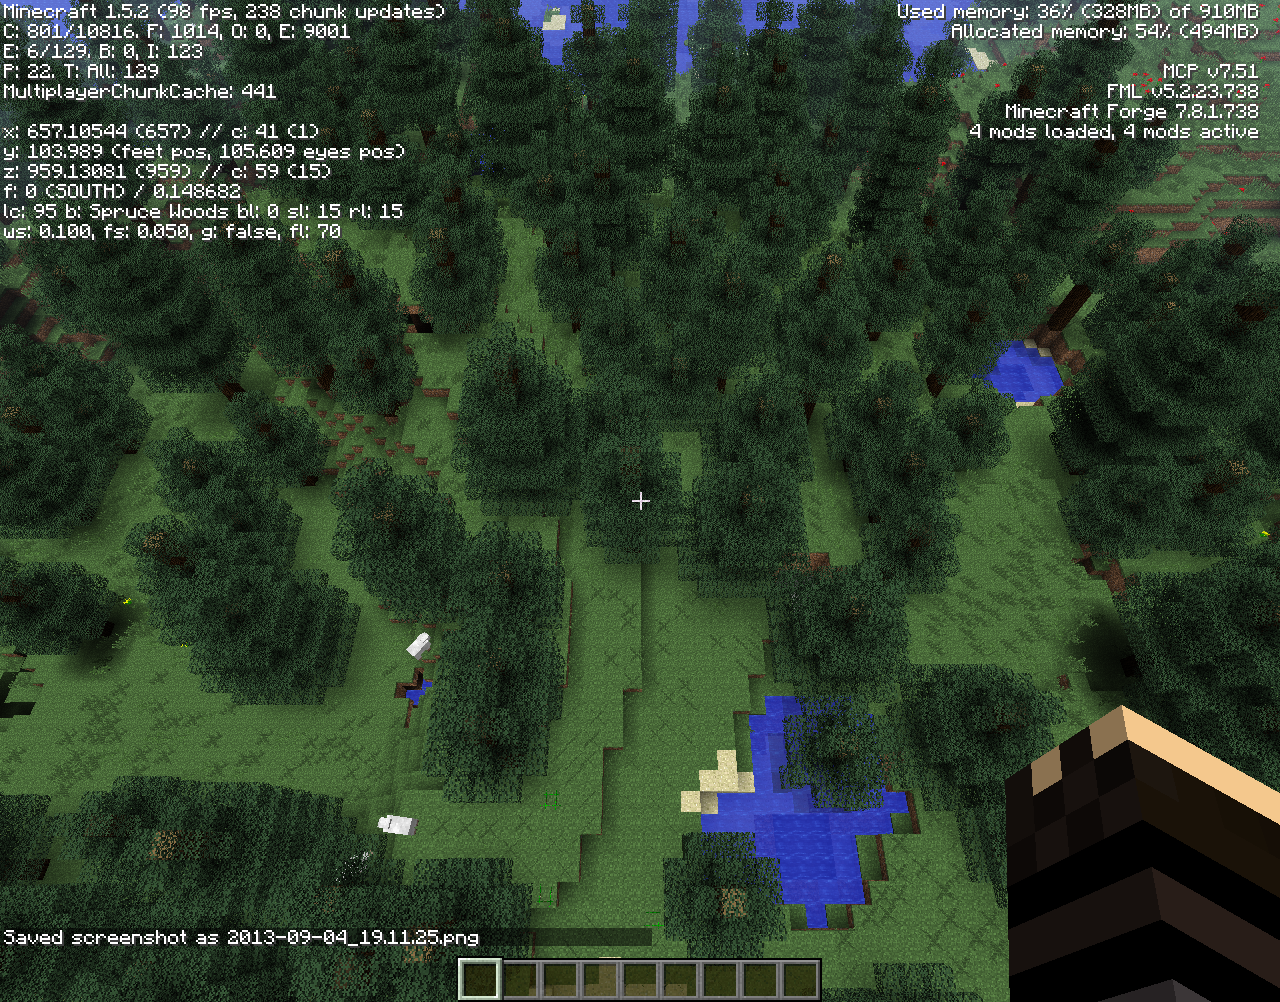 Minecraft 1.5.2 (98 fps, 238 chunk updates)
C: 801/10816. F: 1014, O: 0, E: 9001
E: 6/129. B: 0, I: 123
P: 22. T: All: 129
MultiplayerChunkCache: 441
x: 657.10544 (657) // c: 41 (1)
y: 103.989 (feet pos, 105.609 eyes pos)
z: 959.13081 (959) // c: 59 (15)
f: 0 (SOUTH) / 0.148682
lc: 95 b: Spruce Woods bl: 0 sl: 15 rl: 15
ws: 0.100, fs: 0.050, g: false, fl: 70
Used memory: 36% (328MB) of 910MB
Allocated memory: 54% (494MB)
MCP v7.51
FML v5.2.23.738
Minecraft Forge 7.8.1.738
4 mods loaded, 4 mods active
Saved screenshot as 2013-09-04_19.11.25.png